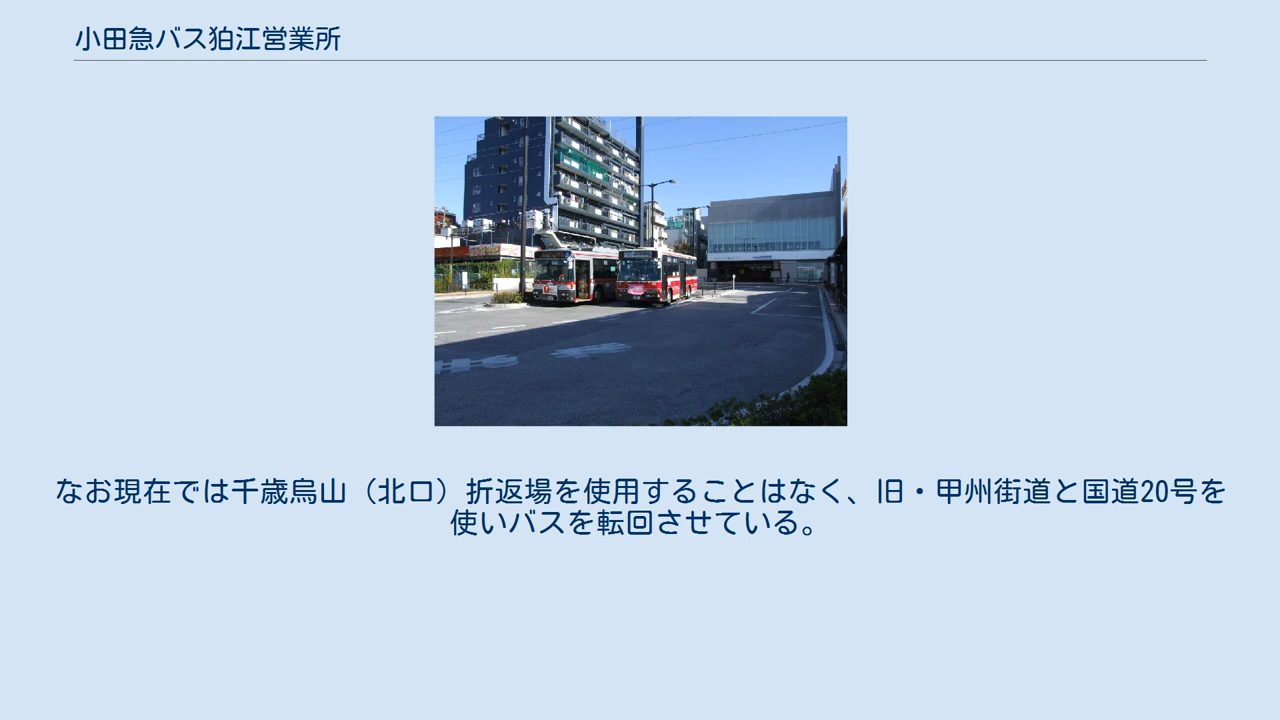 小田急バス狛江営業所
なお現在では千歳烏山（北口）折返場を使用することはなく、旧・甲州街道と国道20号を
使いバスを転回させている。